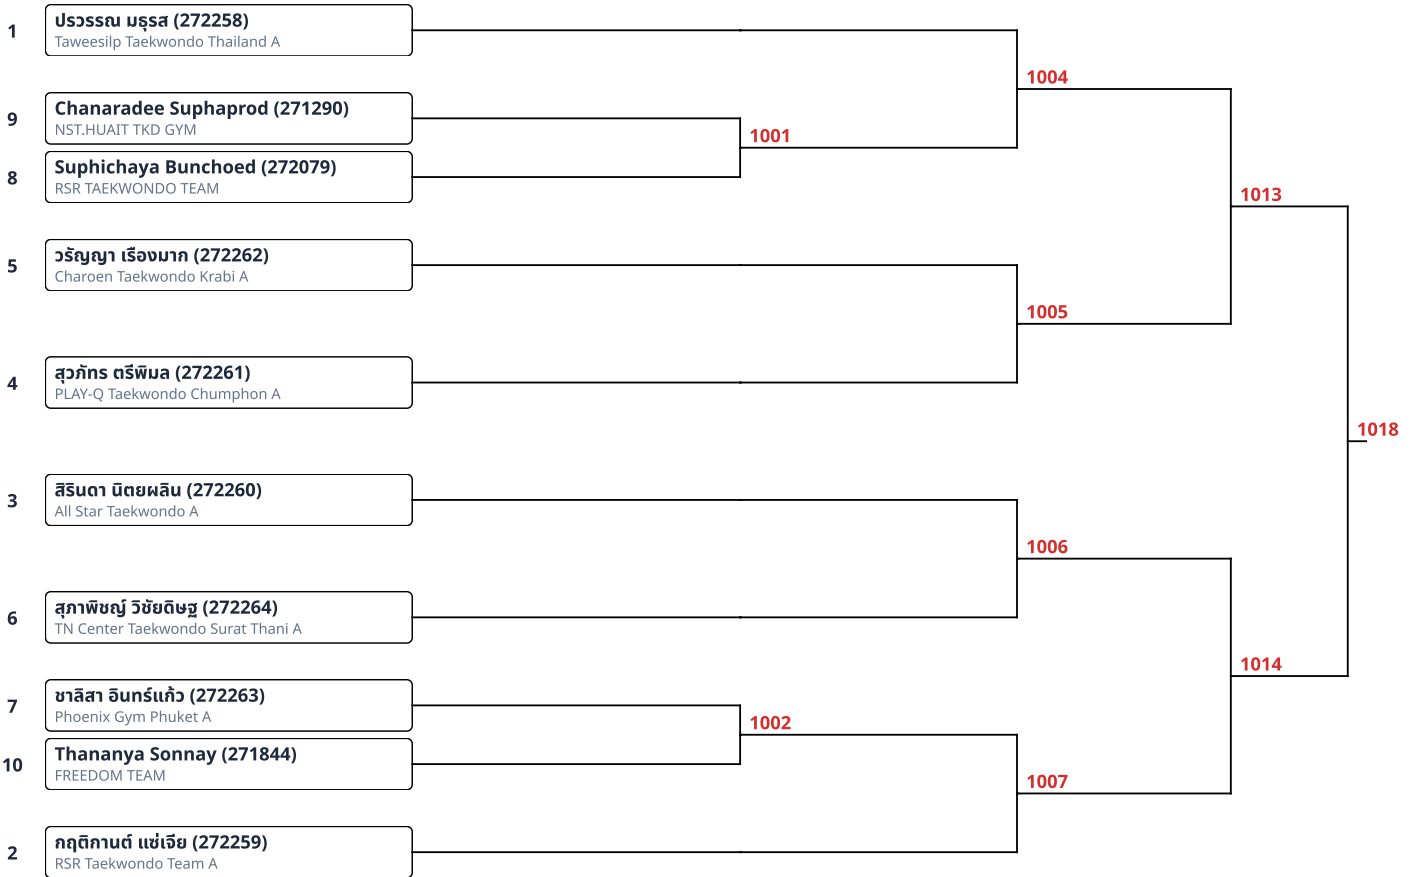 1
ปรวรรณ มธุรส (272258)
Taweesilp Taekwondo Thailand A
1004
9
Chanaradee Suphaprod (271290)
NST.HUAIT TKD GYM
1001
8
Suphichaya Bunchoed (272079)
RSR TAEKWONDO TEAM
1013
5
วรัญญา เรืองมาก (272262)
Charoen Taekwondo Krabi A
1005
4
สุวภัทร ตรีพิมล (272261)
PLAY-Q Taekwondo Chumphon A
1018
3
สิรินดา นิตยผลิน (272260)
All Star Taekwondo A
1006
6
สุภาพิชญ์ วิชัยดิษฐ (272264)
TN Center Taekwondo Surat Thani A
1014
7
ชาลิสา อินทร์แก้ว (272263)
Phoenix Gym Phuket A
1002
10
Thananya Sonnay (271844)
FREEDOM TEAM
1007
2
กฤติกานต์ แซ่เจีย (272259)
RSR Taekwondo Team A